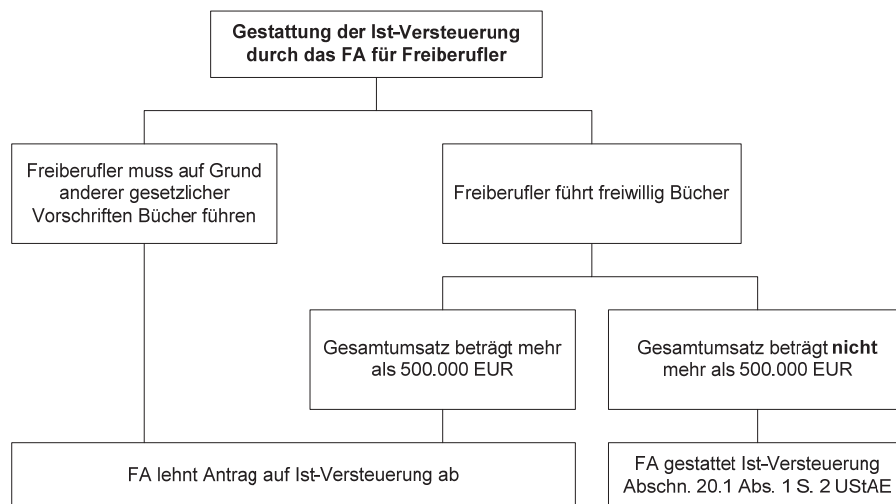 Gestattung der Ist-Versteuerung
durch das FA für Freiberufler
Freiberufler muss auf Grund
anderer gesetzlicher
Vorschriften Bücher führen
Freiberufler führt freiwillig Bücher
Gesamtumsatz beträgt mehr
als 500.000 EUR
Gesamtumsatz beträgt nicht
mehr als 500.000 EUR
FA lehnt Antrag auf Ist-Versteuerung ab
FA gestattet Ist-Versteuerung
Abschn. 20.1 Abs. 1 S. 2 UStAE